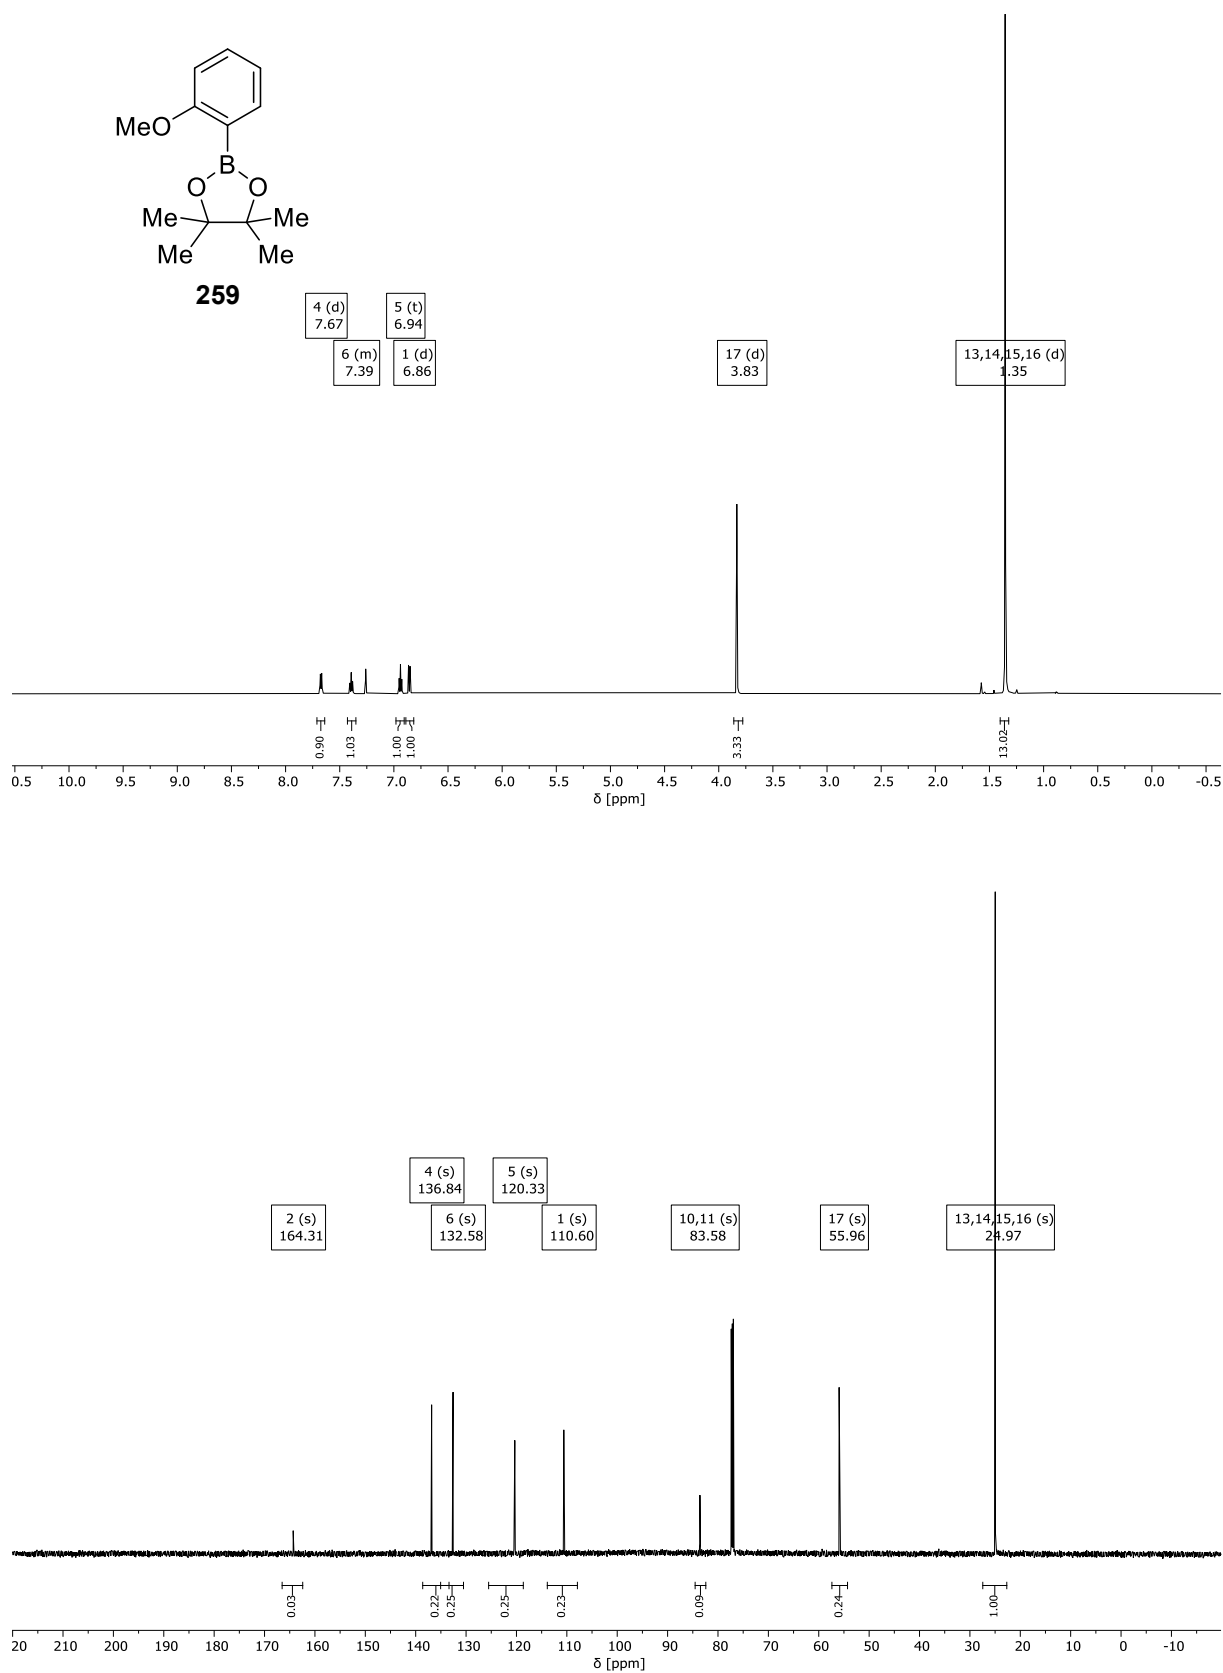 MeO
B
O O
Me Me
Me Me
259
4 (d)
7.67
5 (t)
6.94
6 (m)
7.39
1 (d)
6.86
17 (d)
3.83
13,14,15,16 (d)
1.35
0.90
1.03
1.00
1.00
3.33
13.02
0.5 10.0 9.5 9.0 8.5 8.0 7.5 7.0 6.5 6.0 5.5 5.0 4.5 4.0 3.5 3.0 2.5 2.0 1.5 1.0 0.5 0.0 -0.5
δ [ppm]
4 (s)
136.84
5 (s)
120.33
2 (s)
164.31
6 (s)
132.58
1 (s)
110.60
10,11 (s)
83.58
17 (s)
55.96
13,14,15,16 (s)
24.97
0.03
0.22
0.25
0.25
0.23
0.09
0.24
1.00
20 210 200 190 180 170 160 150 140 130 120 110 100 90 80 70 60 50 40 30 20 10 0 -10
δ [ppm]